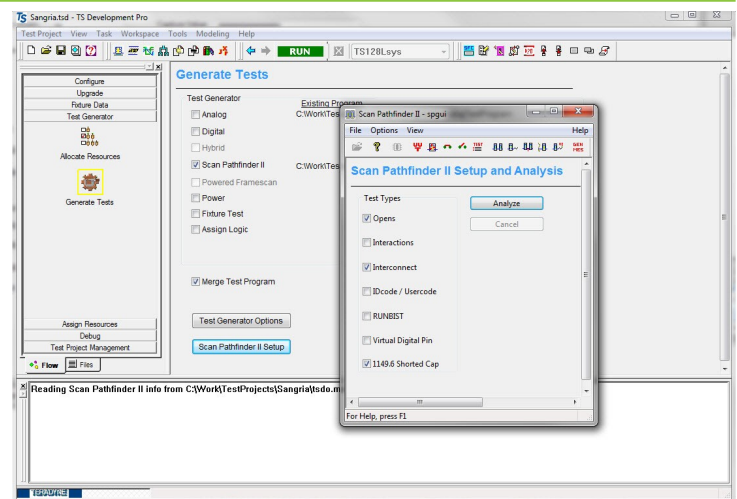 Sangria.tsd - TS Development Pro
Test Project View Task Workspace Tools Modeling Help
RUN
TS128Lsys
Configure
Upgrade
Fixture Data
Test Generator
Allocate Resources
Generate Tests
Assign Resources
Debug
Test Project Management
Flow
Files
Generate Tests
Test Generator
Existing Program
Analog
C:\Work\Tes
Digital
Hybrid
Scan Pathfinder II
C:\Work\Tes
Powered Framescan
Power
Fixture Test
Assign Logic
Merge Test Program
Test Generator Options
Scan Pathfinder II Setup
Scan Pathfinder II - spgui
File Options View Help
Scan Pathfinder II Setup and Analysis
Test Types
Analyze
Opens
Cancel
Interactions
Interconnect
IDcode / Usercode
RUNBIST
Virtual Digital Pin
1149.6 Shorted Cap
For Help, press F1
Reading Scan Pathfinder II info from C:\Work\TestProjects\Sangria\tsdo.m
TERADYNE